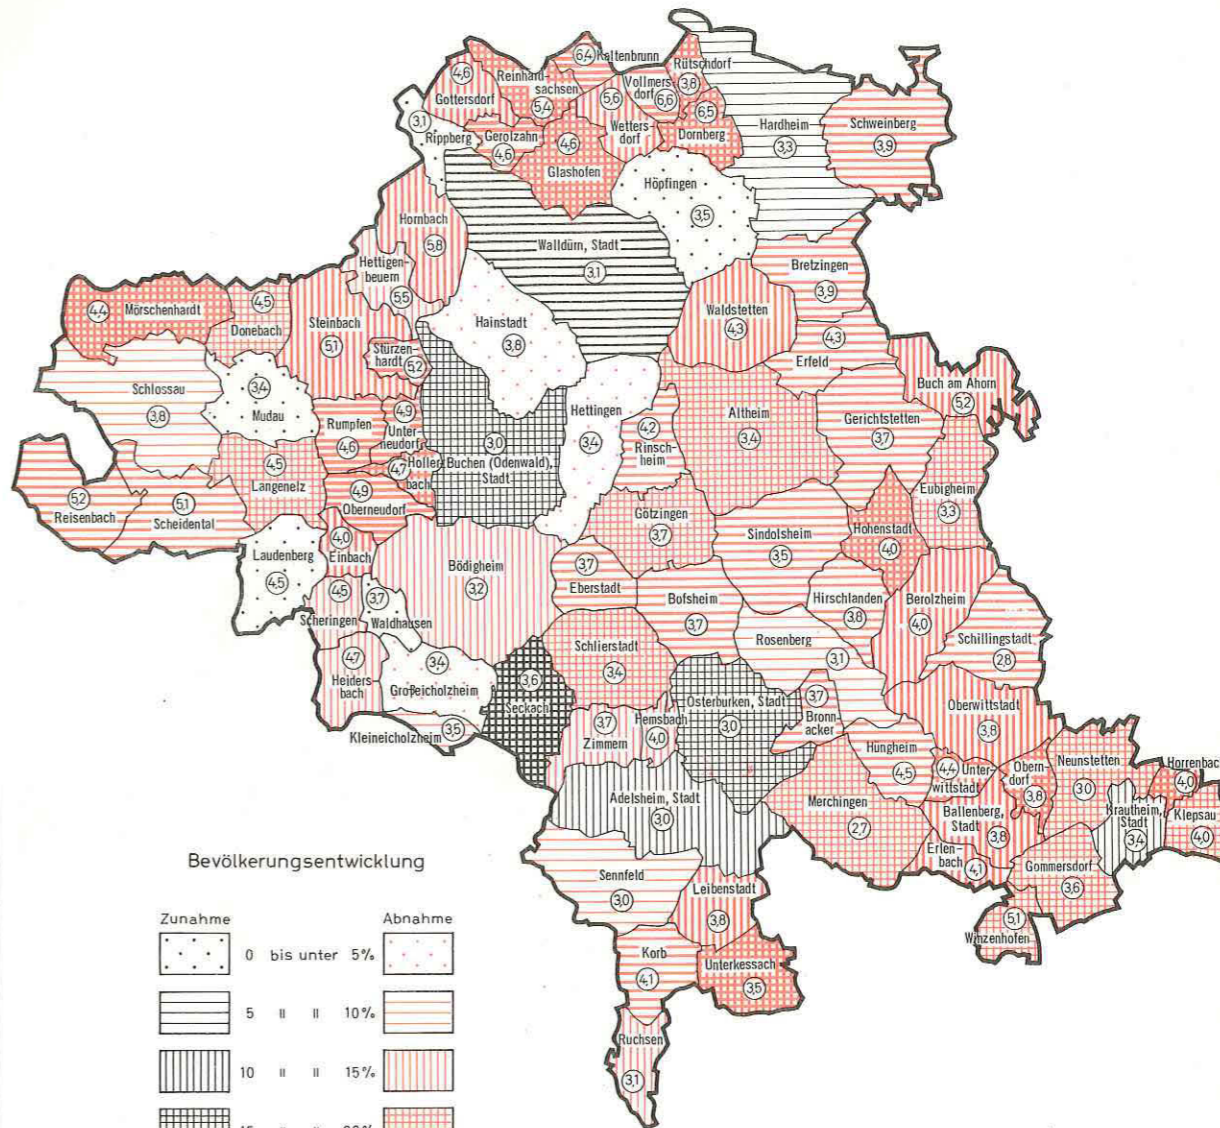 6,4
Kaltenbrunn
4,6
Gottersdorf
Reinhard-
sachsen
5,4
5,6
Wetters-
dorf
Vollmers-
dorf
6,6
Rütschdorf
3,8
6,5
Dornberg
Hardheim
3,3
Schweinberg
3,9
3,1
Rippberg
Gerolzahn
4,6
4,6
Glashofen
Höpfingen
3,5
Hornbach
5,8
Walldürn, Stadt
3,1
Hettigen-
beuern
5,5
Bretzingen
3,9
4,4
Mörschenhardt
4,5
Donebach
Steinbach
5,1
Hainstadt
3,8
Waldstetten
4,3
4,3
Erfeld
Stürzen-
hardt
5,2
Schlossau
3,8
3,4
Mudau
Buch am Ahorn
5,2
Rumpfen
4,6
4,9
Unter-
neudorf
Hettingen
3,4
4,2
Rinsch-
heim
Altheim
3,4
Gerichtstetten
3,7
3,0
Buchen (Odenwald),
Stadt
4,7
Holler-
bach
4,5
Langenelz
4,9
Oberneudorf
5,2
Reisenbach
5,1
Scheidental
Eubigheim
3,3
Götzingen
3,7
Sindolsheim
3,5
Hohenstadt
4,0
4,0
Einbach
Laudenberg
4,5
Bödigheim
3,2
3,7
Eberstadt
Bofsheim
3,7
Hirschlanden
3,8
Berolzheim
4,0
4,5
Scheringen
3,7
Waldhausen
Schillingstadt
2,8
Rosenberg
3,1
4,7
Heiders-
bach
3,4
Großeicholzheim
Schlierstadt
3,4
3,6
Seckach
3,5
Kleineicholzheim
3,7
Zimmern
Hemsbach
4,0
Osterburken, Stadt
3,0
3,7
Bronn-
acker
Oberwittstadt
3,8
Hüngheim
4,5
4,4
Unter-
wittstadt
Obern-
dorf
3,8
Neunstetten
3,0
Horrenbach
4,0
Adelsheim, Stadt
3,0
Merchingen
2,7
Ballenberg,
Stadt
3,8
Krautheim,
Stadt
3,4
Klepsau
4,0
Erlen-
bach
4,1
Gommersdorf
3,6
Sennfeld
3,0
Leibenstadt
3,8
5,1
Winzenhofen
Korb
4,1
Unterkessach
3,5
Ruchsen
3,1
Bevölkerungsentwicklung
Zunahme Abnahme
0 bis unter 5%
5 " " 10%
10 " " 15%